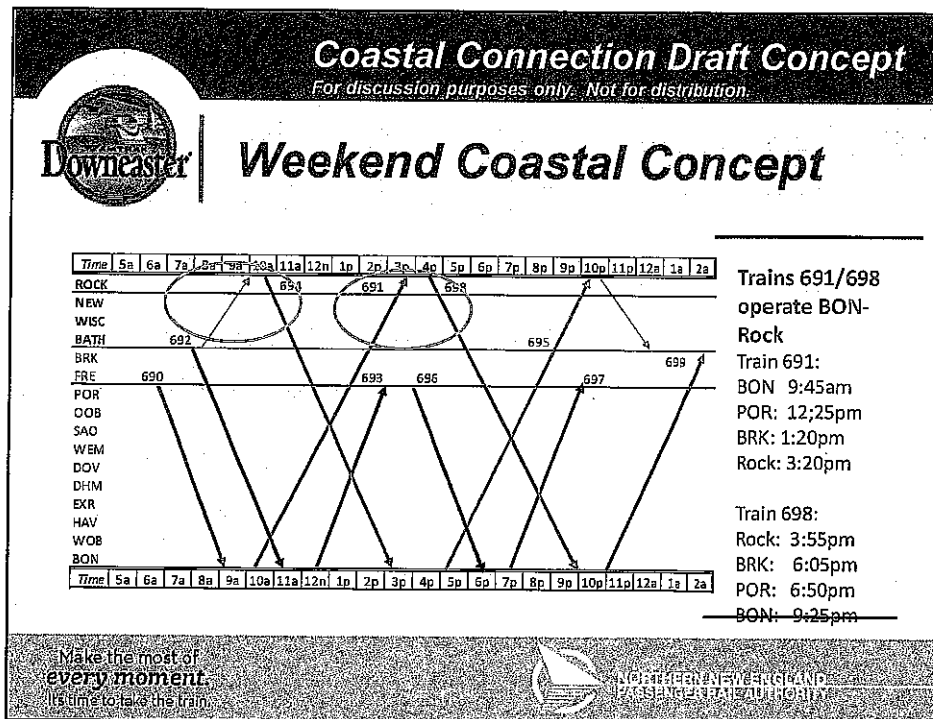 Coastal Connection Draft Concept
For discussion purposes only. Not for distribution.
Downeaster
Weekend Coastal Concept
Time 5a 6a 7a 8a 9a 10a 11a 12n 1p 2p 3p 4p 5p 6p 7p 8p 9p 10p 11p 12a 1a 2a
ROCK 694 691 698
NEW
WISC
BATH 692 695
BRK 699
FRE 690 693 696 697
POR
OOB
SAO
WEM
DOV
DHM
EXR
HAV
WOB
BON
Time 5a 6a 7a 8a 9a 10a 11a 12n 1p 2p 3p 4p 5p 6p 7p 8p 9p 10p 11p 12a 1a 2a
Trains 691/698
operate BON-
Rock
Train 691:
BON 9:45am
POR: 12;25pm
BRK: 1:20pm
Rock: 3:20pm
Train 698:
Rock: 3:55pm
BRK: 6:05pm
POR: 6:50pm
BON: 9:25pm
Make the most of
every moment.
It's time to take the train.
NORTHERN NEW ENGLAND
PASSENGER RAIL AUTHORITY